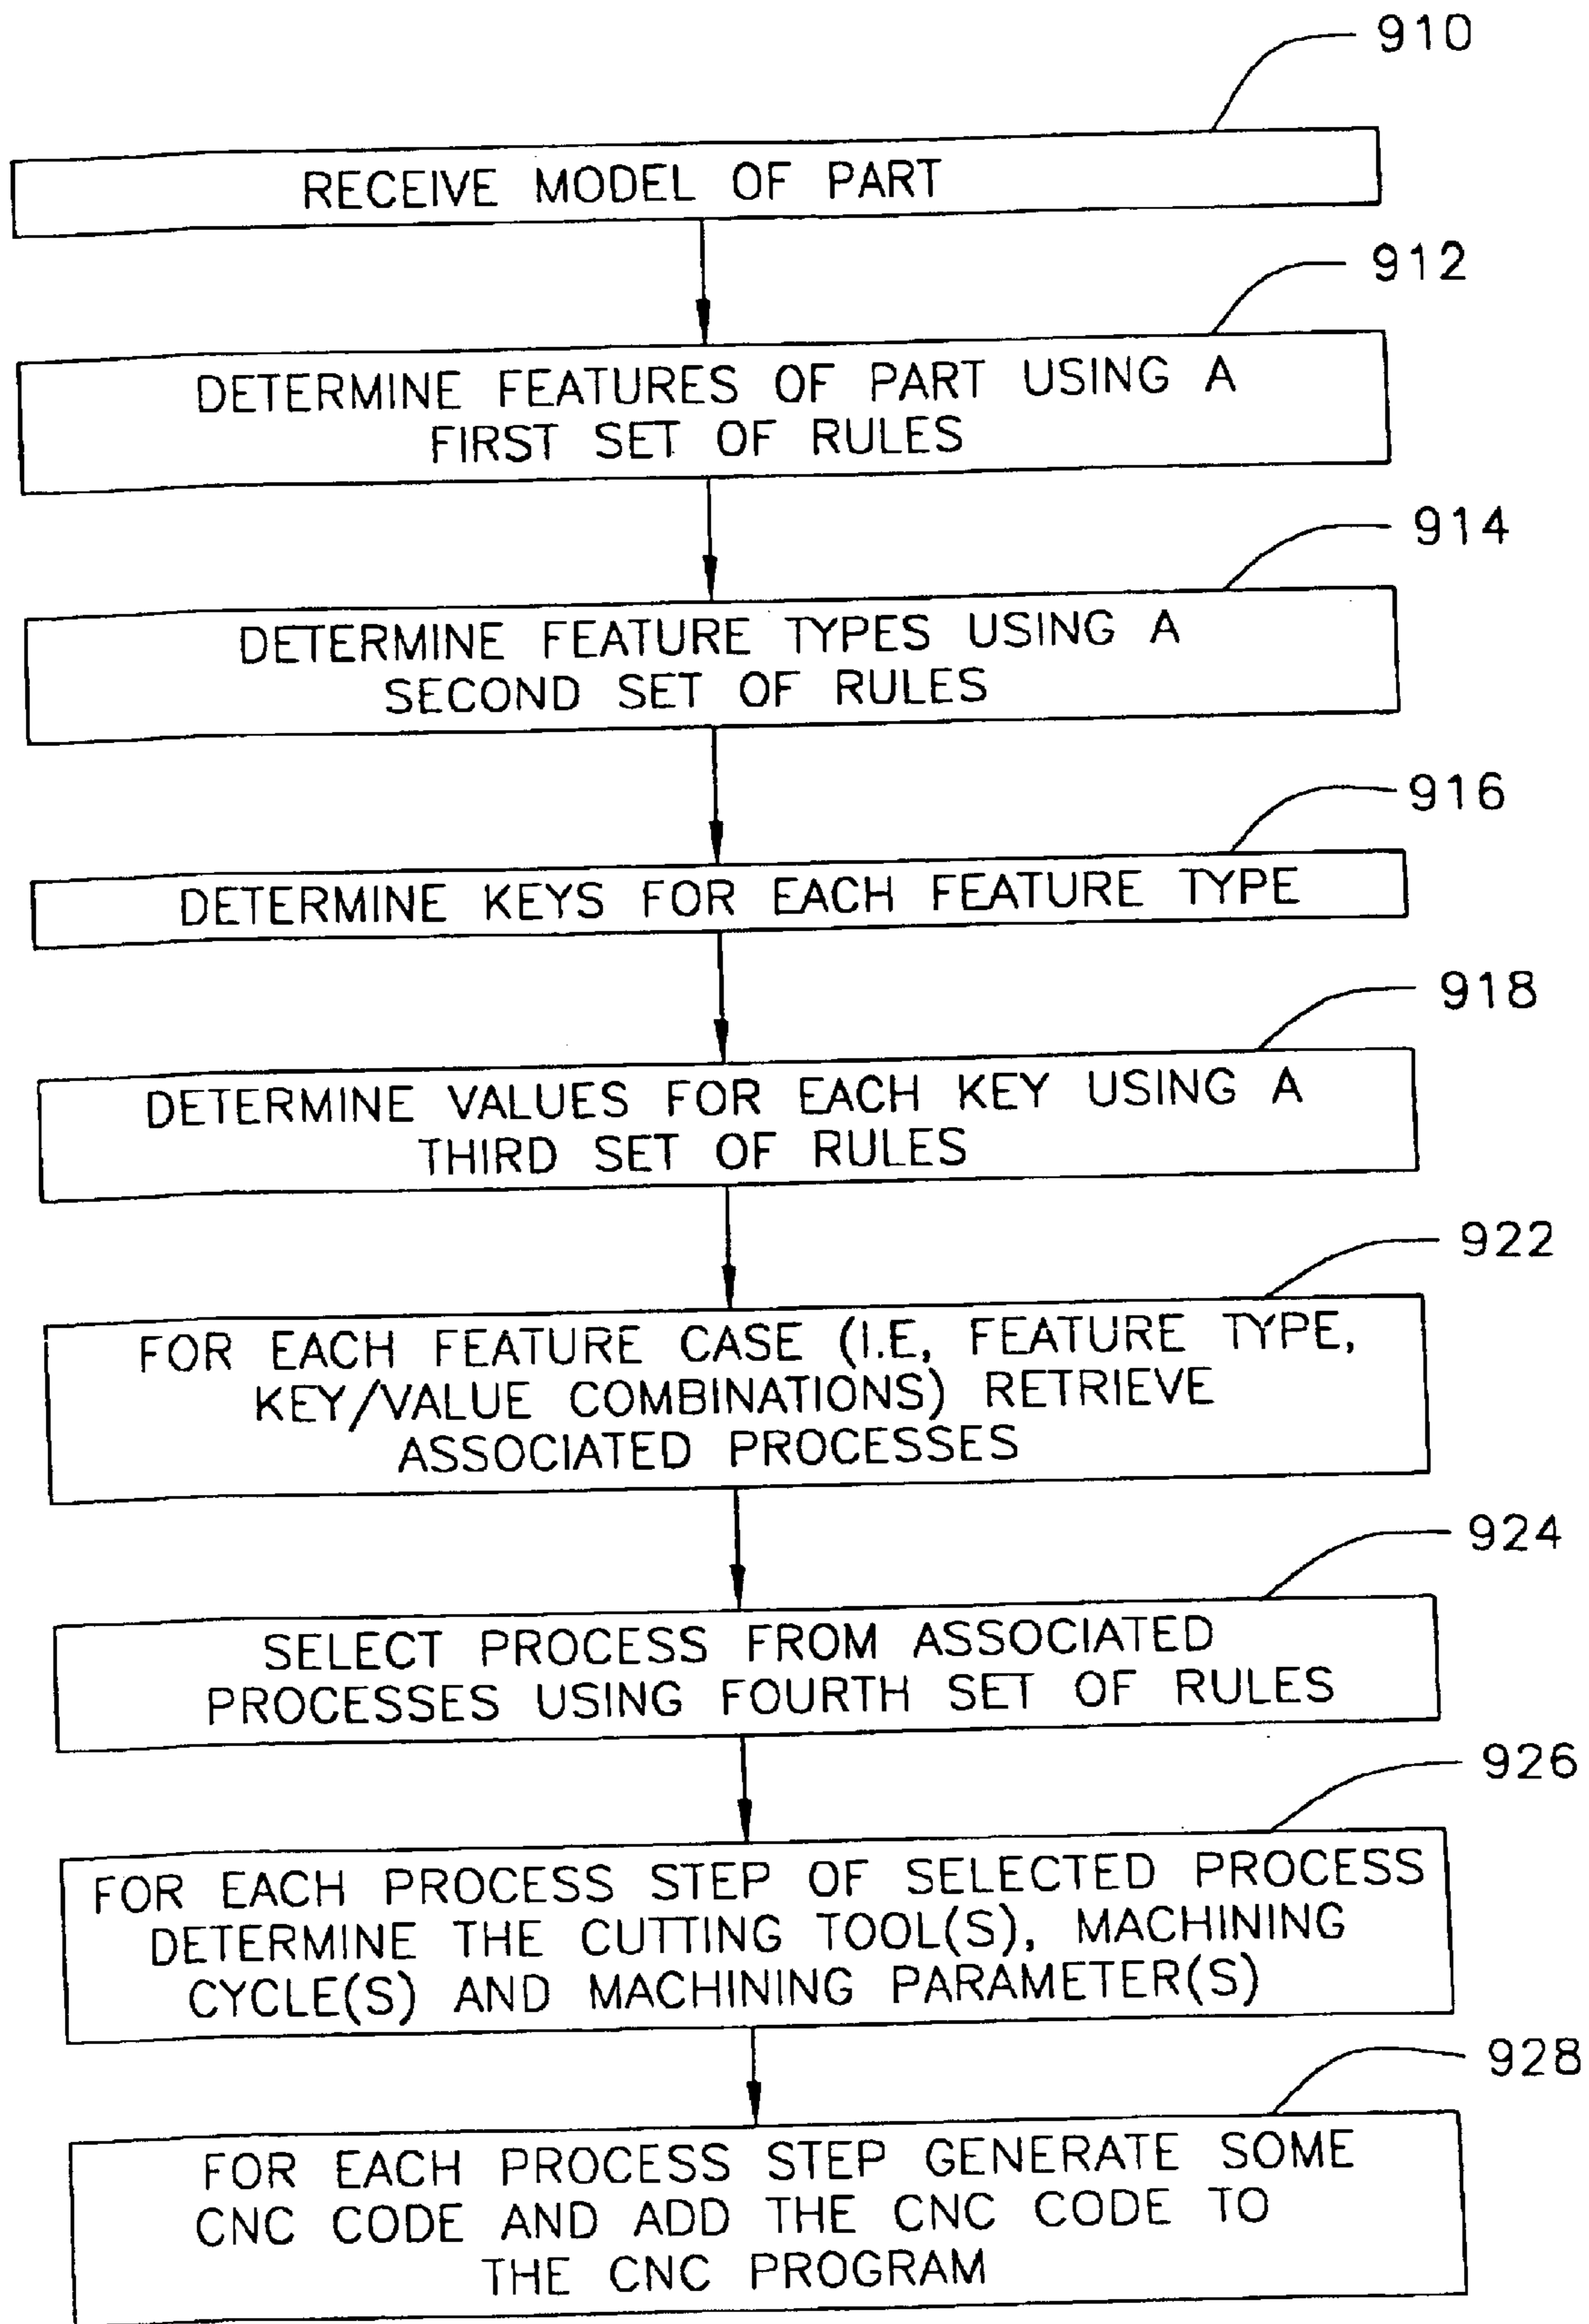 910
RECEIVE MODEL OF PART
912
DETERMINE FEATURES OF PART USING A
FIRST SET OF RULES
914
DETERMINE FEATURE TYPES USING A
SECOND SET OF RULES
916
DETERMINE KEYS FOR EACH FEATURE TYPE
918
DETERMINE VALUES FOR EACH KEY USING A
THIRD SET OF RULES
922
FOR EACH FEATURE CASE (I.E, FEATURE TYPE,
KEY/VALUE COMBINATIONS) RETRIEVE
ASSOCIATED PROCESSES
924
SELECT PROCESS FROM ASSOCIATED
PROCESSES USING FOURTH SET OF RULES
926
FOR EACH PROCESS STEP OF SELECTED PROCESS
DETERMINE THE CUTTING TOOL(S), MACHINING
CYCLE(S) AND MACHINING PARAMETER(S)
928
FOR EACH PROCESS STEP GENERATE SOME
CNC CODE AND ADD THE CNC CODE TO
THE CNC PROGRAM